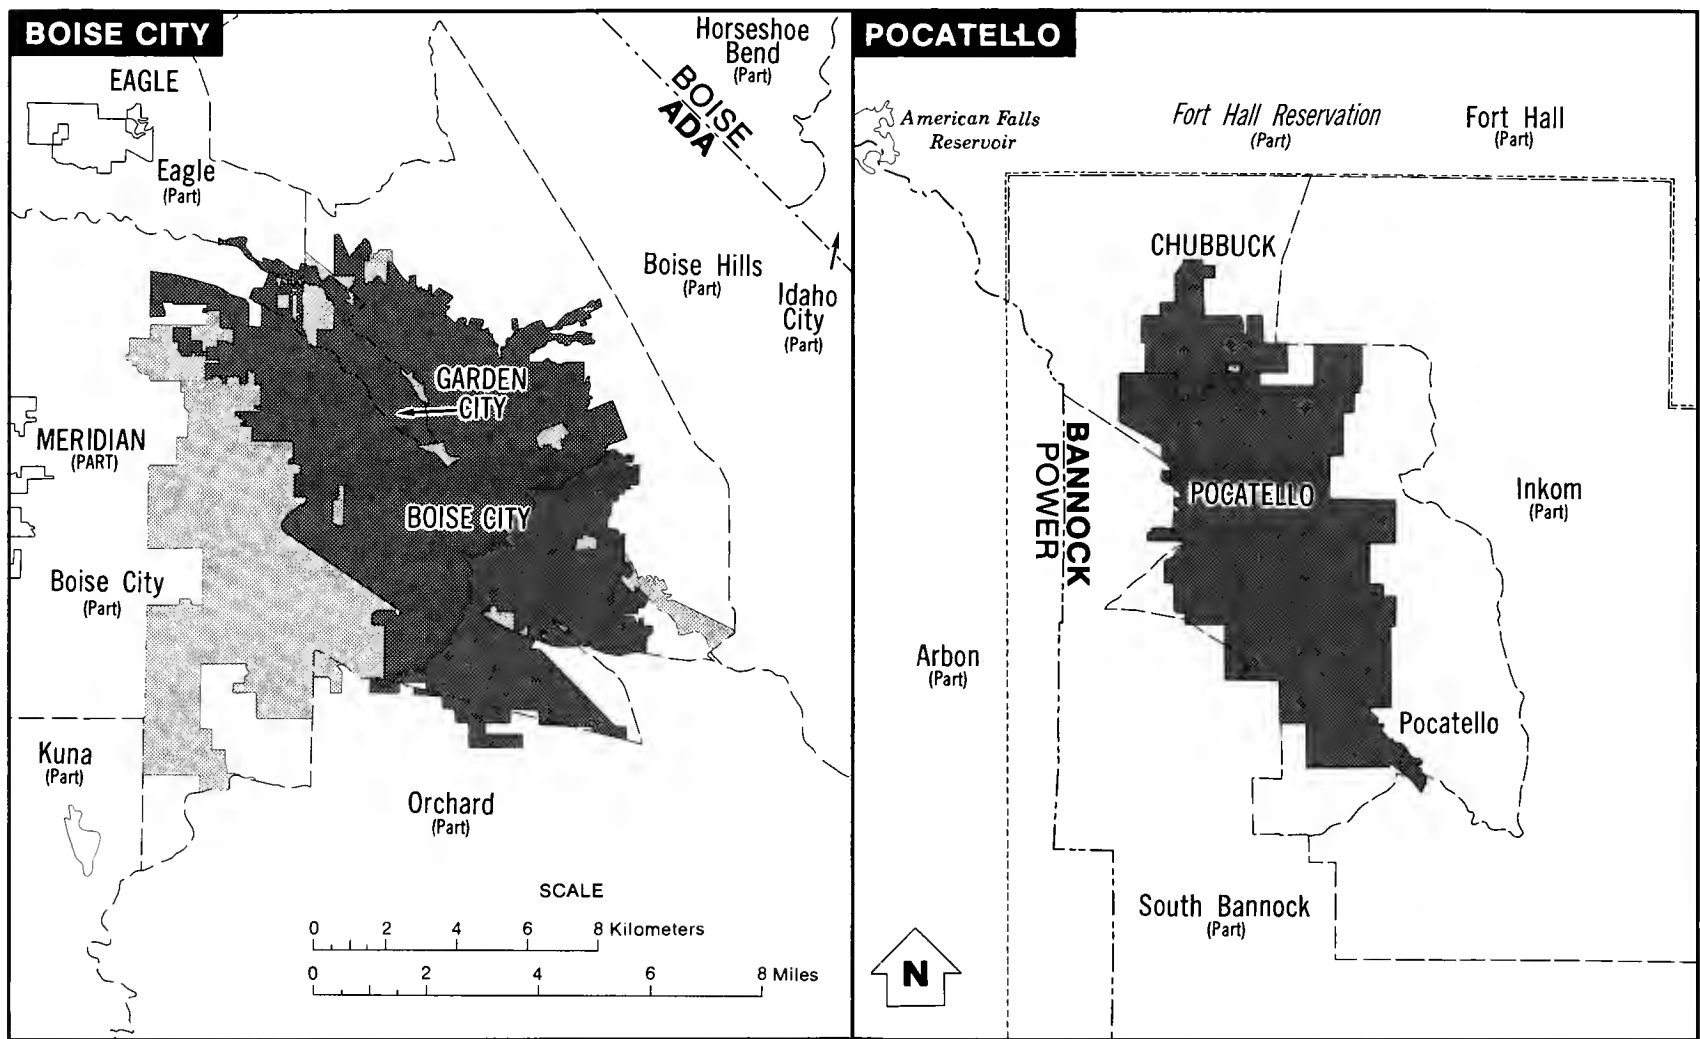 BOISE CITY
EAGLE
Eagle
(Part)
Horseshoe
Bend
(Part)
BOISE
ADA
Boise Hills
(Part)
Idaho
City
(Part)
GARDEN
CITY
MERIDIAN
(PART)
BOISE CITY
Boise City
(Part)
Kuna
(Part)
Orchard
(Part)
SCALE
0 2 4 6 8 Kilometers
0 2 4 6 8 Miles
POCATELLO
American Falls
Reservoir
Fort Hall Reservation
(Part)
Fort Hall
(Part)
CHUBBUCK
BANNOCK
POWER
POCATELLO
Inkom
(Part)
Arbon
(Part)
Pocatello
South Bannock
(Part)
N